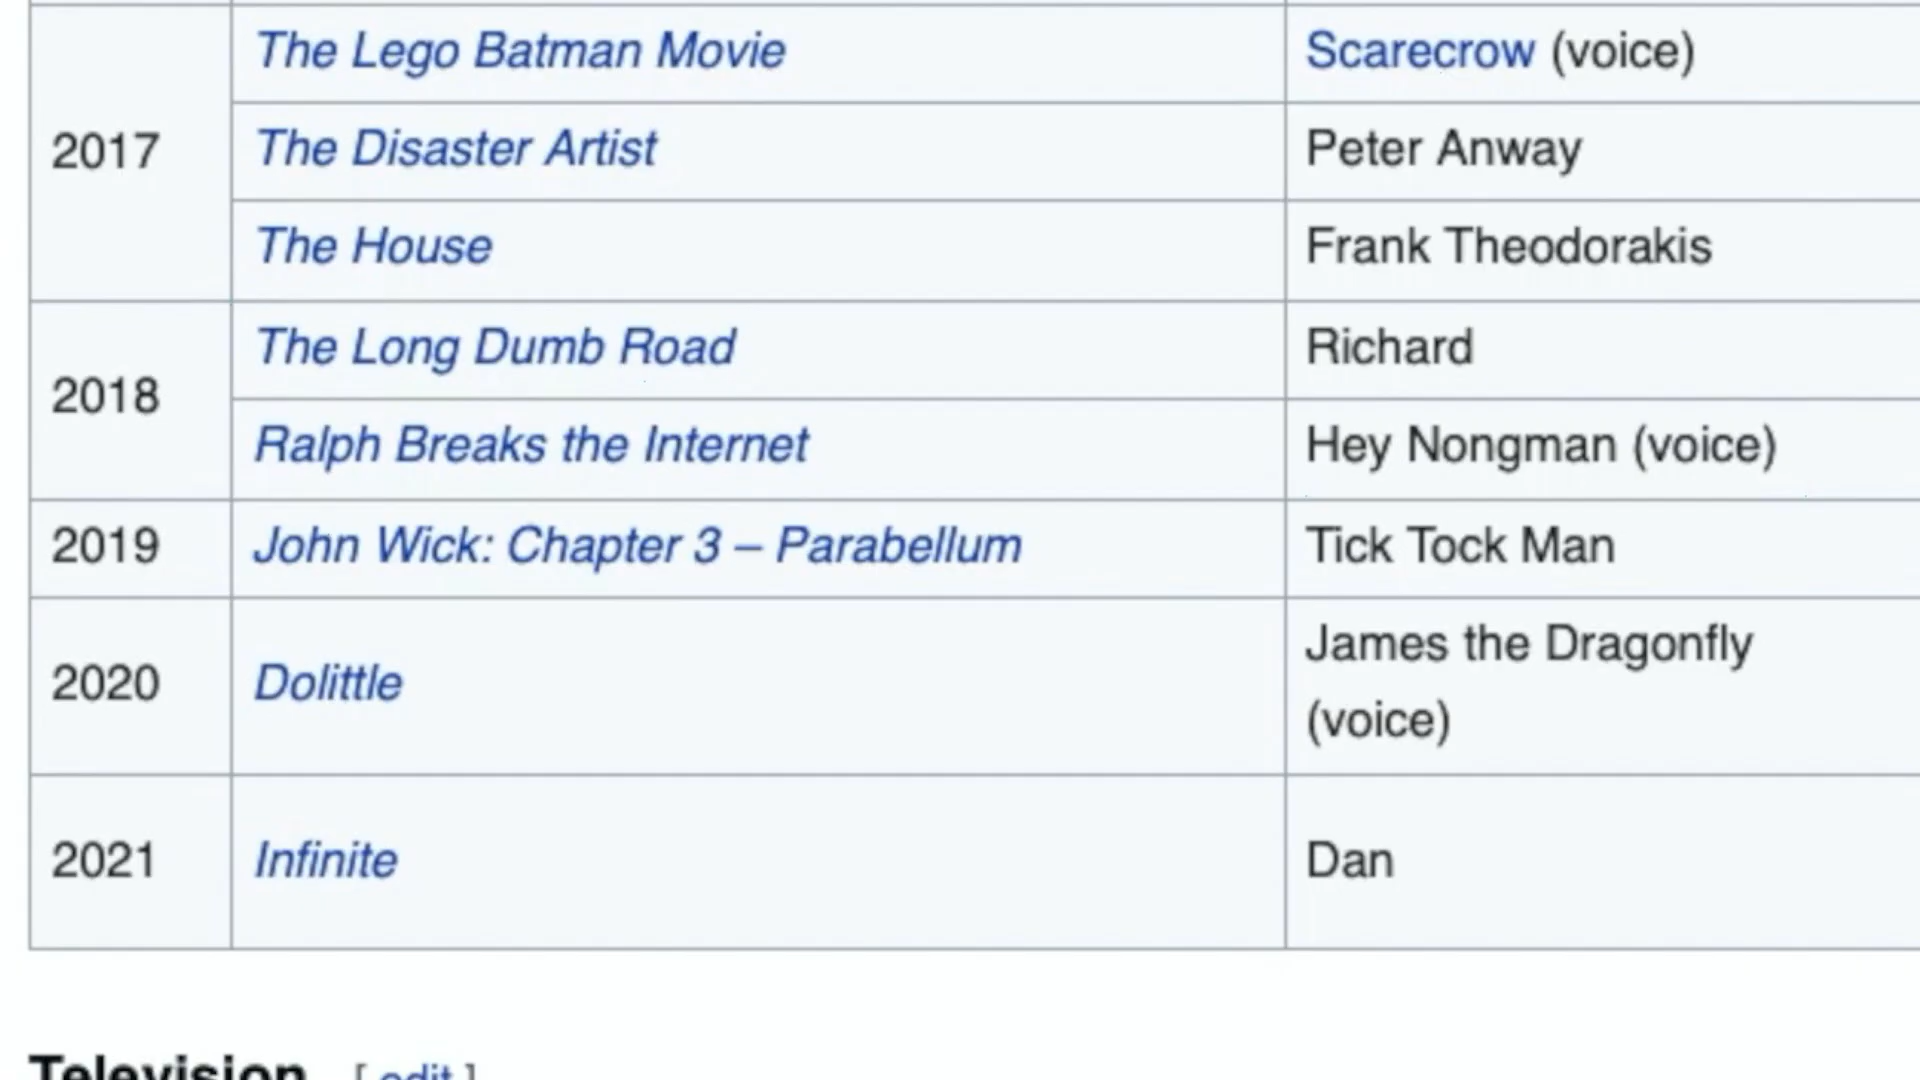 The Lego Batman Movie Scarecrow (voice)
2017 The Disaster Artist Peter Anway
The House Frank Theodorakis
The Long Dumb Road Richard
2018
Ralph Breaks the Internet Hey Nongman (voice)
2019 John Wick: Chapter 3 – Parabellum Tick Tock Man
2020 Dolittle James the Dragonfly
(voice)
2021 Infinite Dan
Television [ edit ]